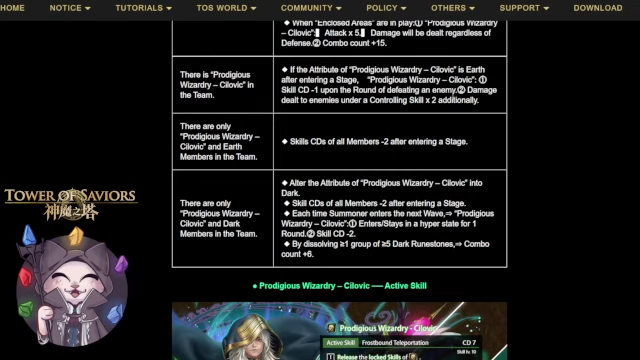 HOME
NEWS
TUTORIALS
TOS WORLD
COMMUNITY
POLICY
OTHERS
SUPPORT
DOWNLOAD
◆ When "Enclosed Areas" are in play:① "Prodigious Wizardry
– Cilovic":▌ Attack x 5.▌ Damage will be dealt regardless of
Defense.② Combo count +15.
There is "Prodigious
Wizardry – Cilovic" in
the Team.
◆ If the Attribute of "Prodigious Wizardry – Cilovic" is Earth
after entering a Stage, "Prodigious Wizardry – Cilovic": ①
Skill CD -1 upon the Round of defeating an enemy.② Damage
dealt to enemies under a Controlling Skill x 2 additionally.
There are only
"Prodigious Wizardry –
Cilovic" and Earth
Members in the Team.
◆ Skills CDs of all Members -2 after entering a Stage.
There are only
"Prodigious Wizardry –
Cilovic" and Dark
Members in the Team.
◆ Alter the Attribute of "Prodigious Wizardry – Cilovic" into
Dark.
◆ Skill CDs of all Members -2 after entering a Stage.
◆ Each time Summoner enters the next Wave,⇒ "Prodigious
Wizardry – Cilovic":① Enters/Stays in a hyper state for 1
Round.② Skill CD -2.
◆ By dissolving ≥1 group of ≥5 Dark Runestones,⇒ Combo
count +6.
TOWER OF SAVIORS
神魔之塔
● Prodigious Wizardry – Cilovic ── Active Skill
Prodigious Wizardry - Cilovic
Active Skill Frostbound Teleportation CD 7
Skill lv. 10
Release the locked Skills of